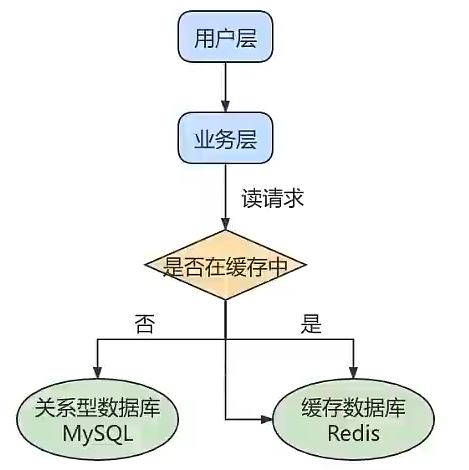 用户层
业务层
读请求
是否在缓存中
否
是
关系型数据库
MySQL
缓存数据库
Redis